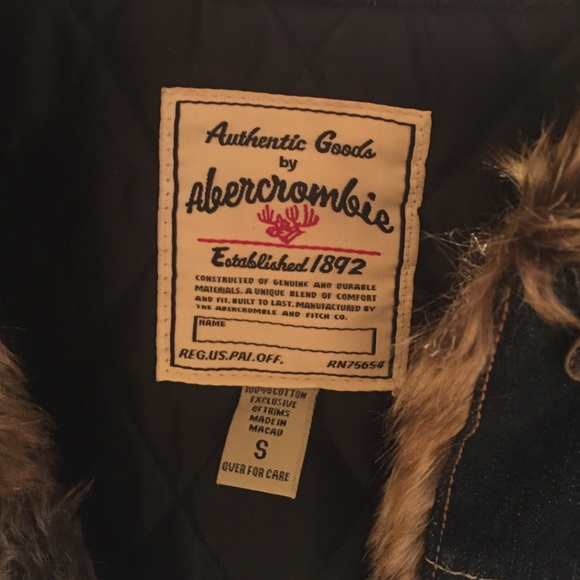 Authentic Goods
by
Abercrombie
Established 1892
CONSTRUCTED OF GENUINE AND DURABLE
MATERIALS. A UNIQUE BLEND OF COMFORT
AND FIT. BUILT TO LAST. MANUFACTURED BY
THE ABERCROMBIE AND FITCH CO.
NAME
REG.US.PAT.OFF. RN75654
100% COTTON
EXCLUSIVE
OF TRIMS
MADE IN
MACAU
S
OVER FOR CARE